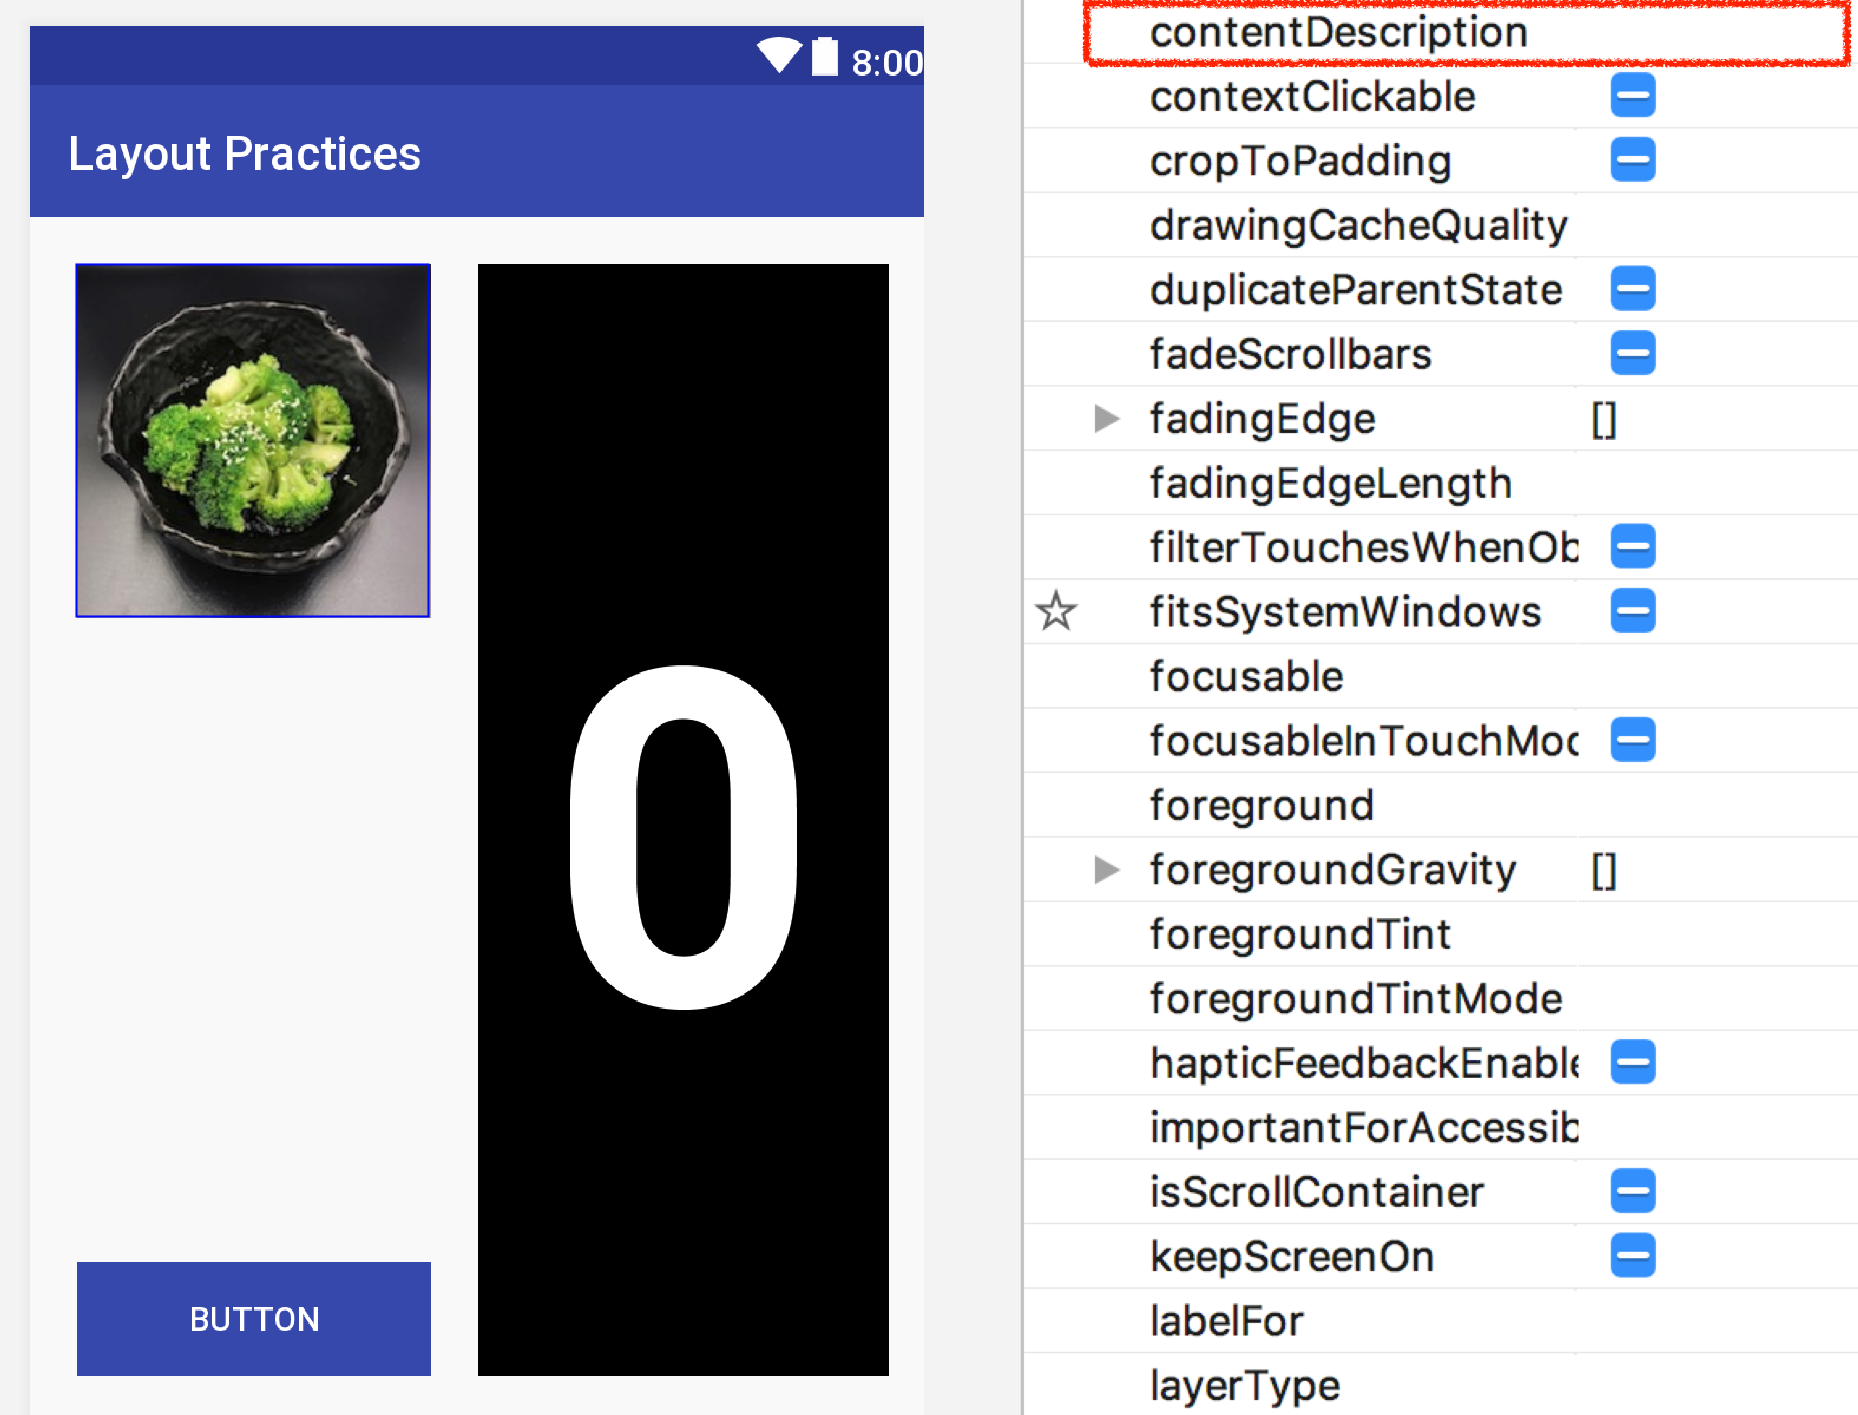 8:00
Layout Practices
0
BUTTON
contentDescription
contextClickable
cropToPadding
drawingCacheQuality
duplicateParentState
fadeScrollbars
fadingEdge []
fadingEdgeLength
filterTouchesWhenOb
fitsSystemWindows
focusable
focusableInTouchMod
foreground
foregroundGravity []
foregroundTint
foregroundTintMode
hapticFeedbackEnable
importantForAccessib
isScrollContainer
keepScreenOn
labelFor
layerType